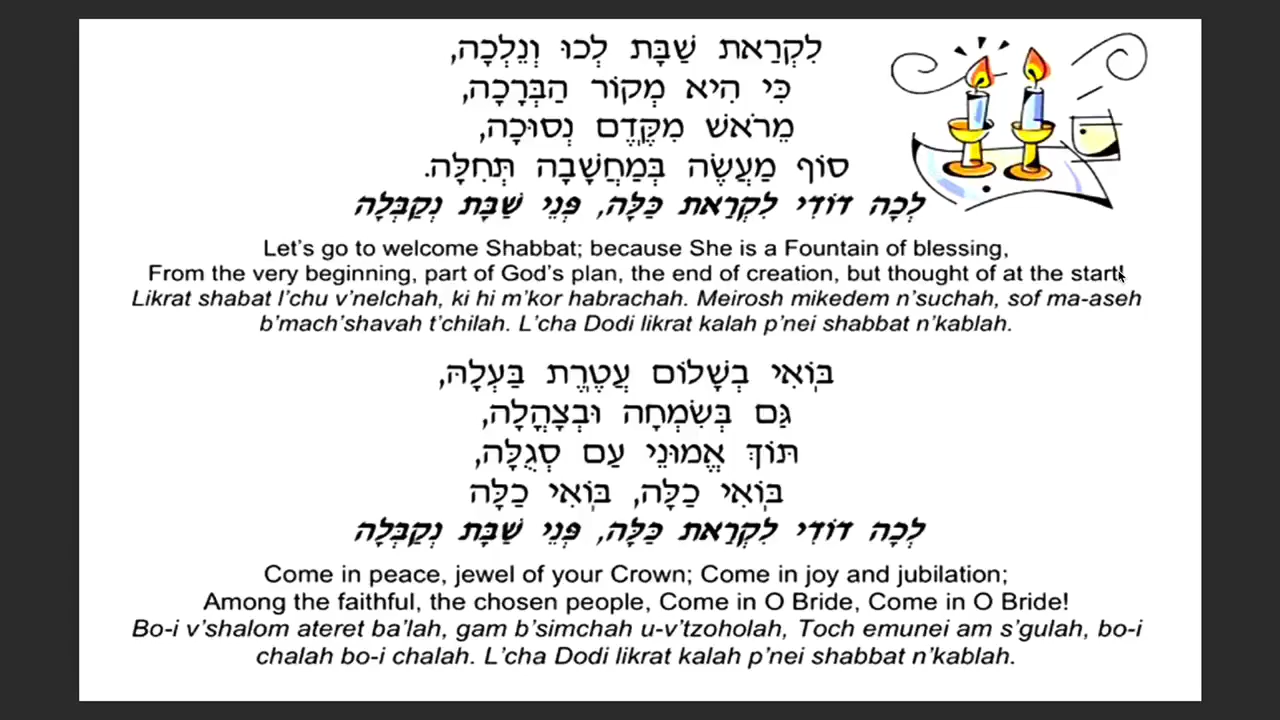 לִקְרַאת שַׁבָּת לְכוּ וְנֵלְכָה,
כִּי הִיא מְקוֹר הַבְּרָכָה,
מֵרֹאשׁ מִקֶּדֶם נְסוּכָה,
סוֹף מַעֲשֶׂה בְּמַחֲשָׁבָה תְּחִלָּה.
לְכָה דוֹדִי לִקְרַאת כַּלָּה, פְּנֵי שַׁבָּת נְקַבְּלָה
Let's go to welcome Shabbat; because She is a Fountain of blessing,
From the very beginning, part of God's plan, the end of creation, but thought of at the start!
Likrat shabat l'chu v'nelchah, ki hi m'kor habrachah. Meirosh mikedem n'suchah, sof ma-aseh
b'mach'shavah t'chilah. L'cha Dodi likrat kalah p'nei shabbat n'kablah.
בּוֹאִי בְשָׁלוֹם עֲטֶרֶת בַּעְלָהּ,
גַּם בְּשִׂמְחָה וּבְצָהֳלָה,
תּוֹךְ אֱמוּנֵי עַם סְגֻלָּה,
בּוֹאִי כַלָּה, בּוֹאִי כַלָּה
לְכָה דוֹדִי לִקְרַאת כַּלָּה, פְּנֵי שַׁבָּת נְקַבְּלָה
Come in peace, jewel of your Crown; Come in joy and jubilation;
Among the faithful, the chosen people, Come in O Bride, Come in O Bride!
Bo-i v'shalom ateret ba'lah, gam b'simchah u-v'tzoholah, Toch emunei am s'gulah, bo-i
chalah bo-i chalah. L'cha Dodi likrat kalah p'nei shabbat n'kablah.